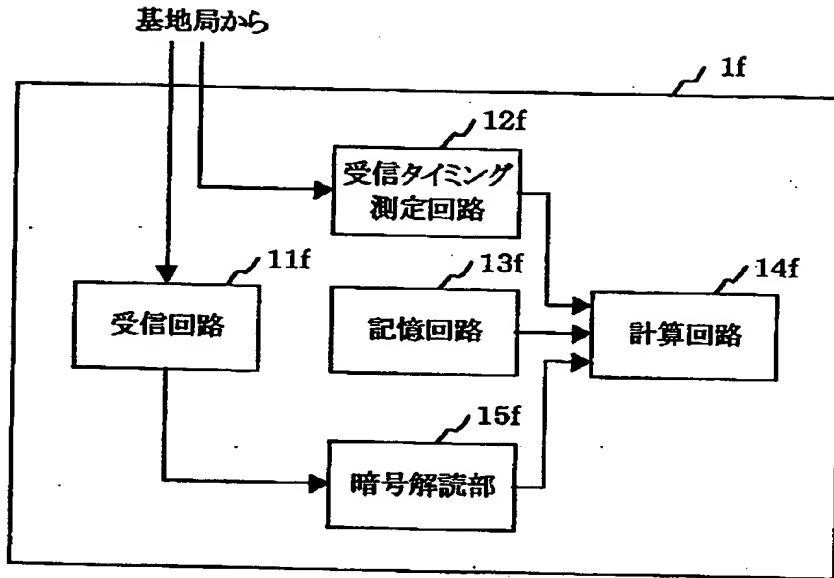 基地局から
1f
12f
受信タイミング
測定回路
11f
受信回路
13f
記憶回路
14f
計算回路
15f
暗号解読部